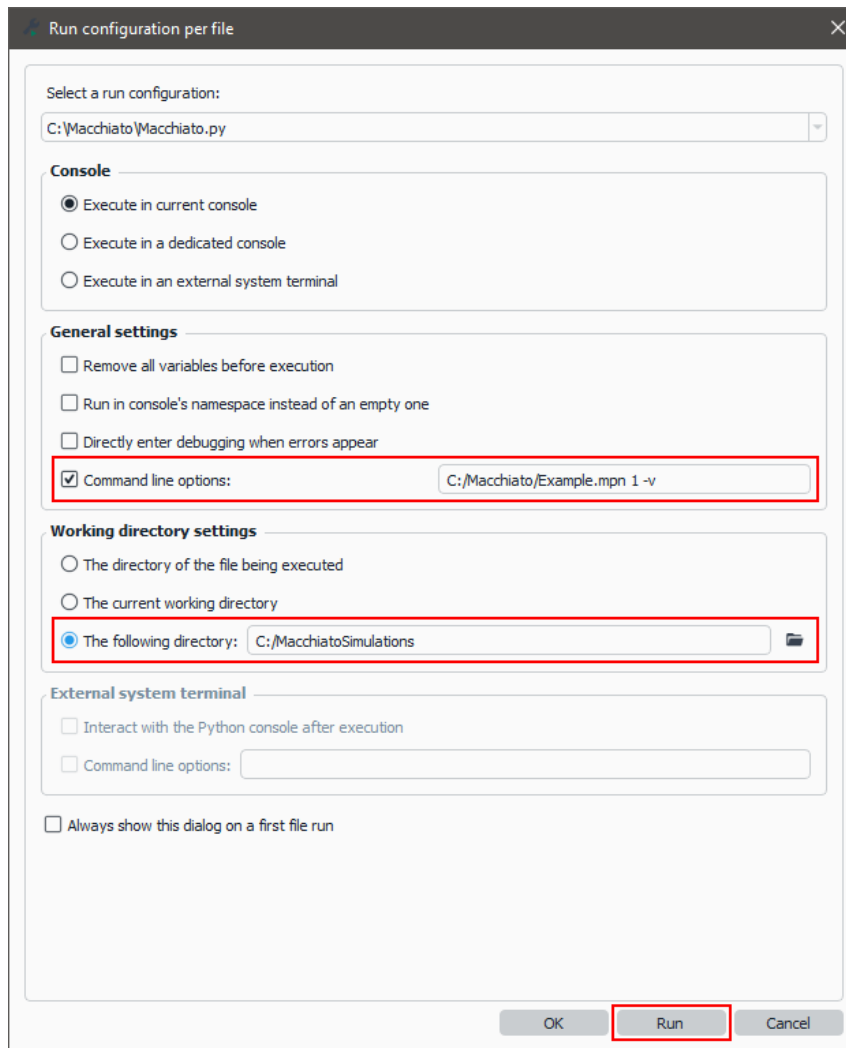 Run configuration per file
Select a run configuration:
C:\Macchiato\Macchiato.py
Console
Execute in current console
Execute in a dedicated console
Execute in an external system terminal
General settings
Remove all variables before execution
Run in console's namespace instead of an empty one
Directly enter debugging when errors appear
Command line options: C:/Macchiato/Example.mpn 1 -v
Working directory settings
The directory of the file being executed
The current working directory
The following directory: C:/MacchiatoSimulations
External system terminal
Interact with the Python console after execution
Command line options:
Always show this dialog on a first file run
OK Run Cancel